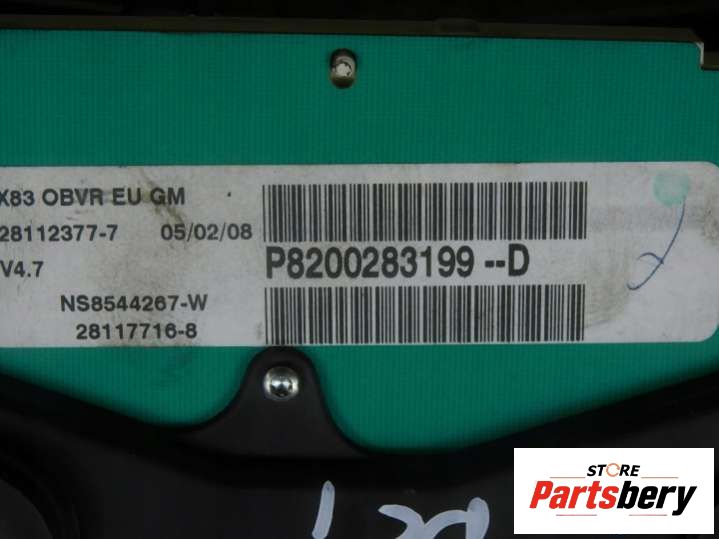 X83 OBVR EU GM
28112377-7 05/02/08
V4.7
P8200283199--D
NS8544267-W
28117716-8
STORE
Partsbery